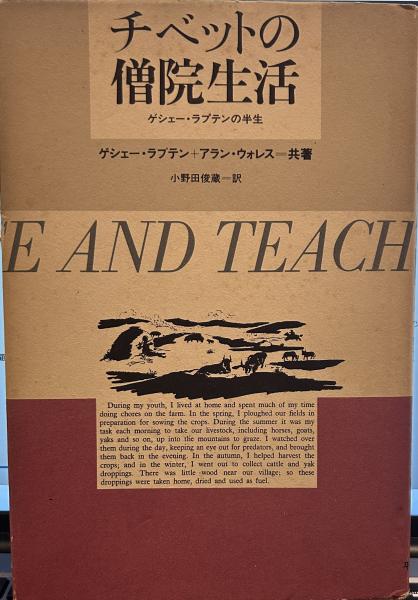 チベットの
僧院生活
ゲシェー・ラプテンの半生
ゲシェー・ラプテン＋アラン・ウォレス＝共著
小野田俊蔵＝訳
E AND TEACH
During my youth, I lived at home and spent much of my time
doing chores on the farm. In the spring, I ploughed our fields in
preparation for sowing the crops. During the summer it was my
task each morning to take our livestock, including horses, goats,
yaks and so on, up into the mountains to graze. I watched over
them during the day, keeping an eye out for predators, and brought
them back in the evening. In the autumn, I helped harvest the
crops; and in the winter, I went out to collect cattle and yak
droppings. There was little wood near our village; so these
droppings were taken home, dried and used as fuel.